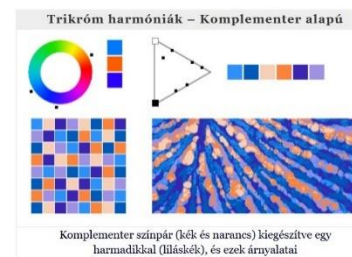 Trikróm harmóniák – Komplementer alapú
Komplementer színpár (kék és narancs) kiegészítve egy
harmadikkal (liláskék), és ezek árnyalatai